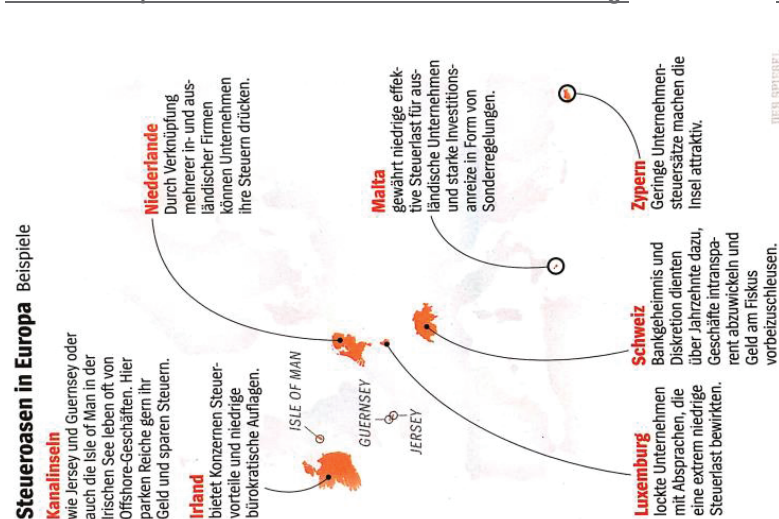 Steueroasen in Europa Beispiele
Kanalinseln
wie Jersey und Guernsey oder
auch die Isle of Man in der
Irischen See leben oft von
Offshore-Geschäften. Hier
parken Reiche gern ihr
Geld und sparen Steuern.
Niederlande
Durch Verknüpfung
mehrerer in- und aus-
ländischer Firmen
können Unternehmen
ihre Steuern drücken.
Irland
bietet Konzernen Steuer-
vorteile und niedrige
bürokratische Auflagen.
ISLE OF MAN
GUERNSEY
JERSEY
Malta
gewährt niedrige effek-
tive Steuerlast für aus-
ländische Unternehmen
und starke Investitions-
anreize in Form von
Sonderregelungen.
Luxemburg
lockte Unternehmen
mit Absprachen, die
eine extrem niedrige
Steuerlast bewirkten.
Schweiz
Bankgeheimnis und
Diskretion dienten
über Jahrzehnte dazu,
Geschäfte intranspa-
rent abzuwickeln und
Geld am Fiskus
vorbeizuschleusen.
Zypern
Geringe Unternehmen-
steuersätze machen die
Insel attraktiv.
DER SPIEGEL